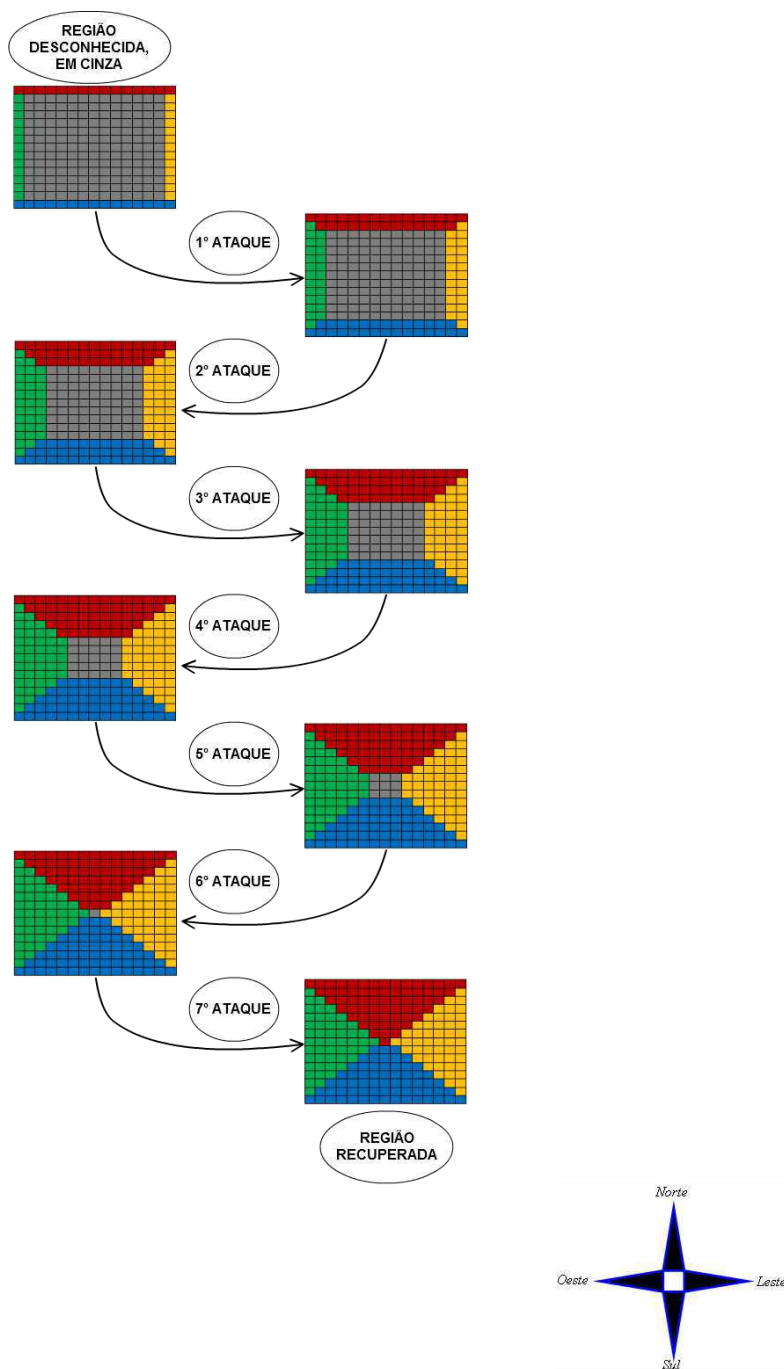 REGIÃO
DESCONHECIDA,
EM CINZA
1º ATAQUE
2º ATAQUE
3º ATAQUE
4º ATAQUE
5º ATAQUE
6º ATAQUE
7º ATAQUE
REGIÃO
RECUPERADA
Norte
Oeste
Leste
Sul